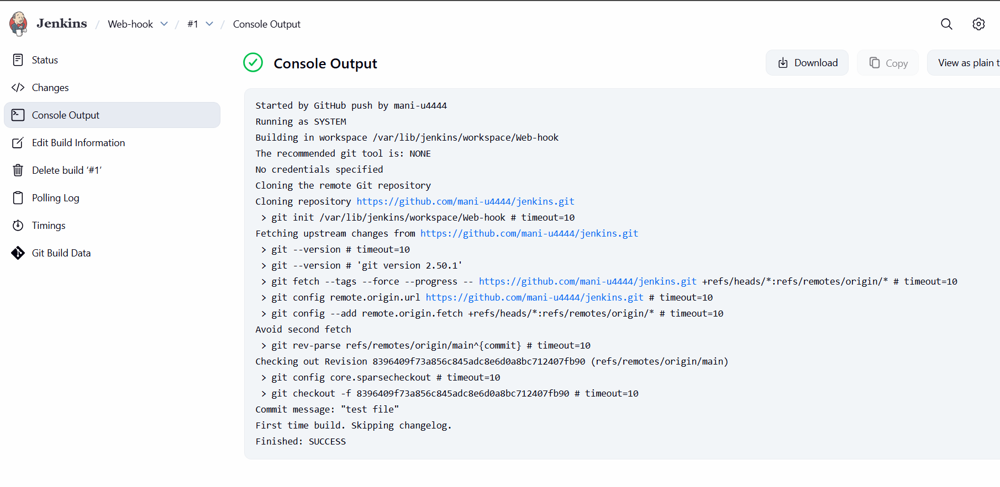 Jenkins / Web-hook / #1 / Console Output
Status
Changes
Console Output
Edit Build Information
Delete build ‘#1’
Polling Log
Timings
Git Build Data
Console Output
Download
Copy
View as plain t
Started by GitHub push by mani-u4444
Running as SYSTEM
Building in workspace /var/lib/jenkins/workspace/Web-hook
The recommended git tool is: NONE
No credentials specified
Cloning the remote Git repository
Cloning repository https://github.com/mani-u4444/jenkins.git
 > git init /var/lib/jenkins/workspace/Web-hook # timeout=10
Fetching upstream changes from https://github.com/mani-u4444/jenkins.git
 > git --version # timeout=10
 > git --version # 'git version 2.50.1'
 > git fetch --tags --force --progress -- https://github.com/mani-u4444/jenkins.git +refs/heads/*:refs/remotes/origin/* # timeout=10
 > git config remote.origin.url https://github.com/mani-u4444/jenkins.git # timeout=10
 > git config --add remote.origin.fetch +refs/heads/*:refs/remotes/origin/* # timeout=10
Avoid second fetch
 > git rev-parse refs/remotes/origin/main^{commit} # timeout=10
Checking out Revision 8396409f73a856c845adc8e6d0a8bc712407fb90 (refs/remotes/origin/main)
 > git config core.sparsecheckout # timeout=10
 > git checkout -f 8396409f73a856c845adc8e6d0a8bc712407fb90 # timeout=10
Commit message: "test file"
First time build. Skipping changelog.
Finished: SUCCESS